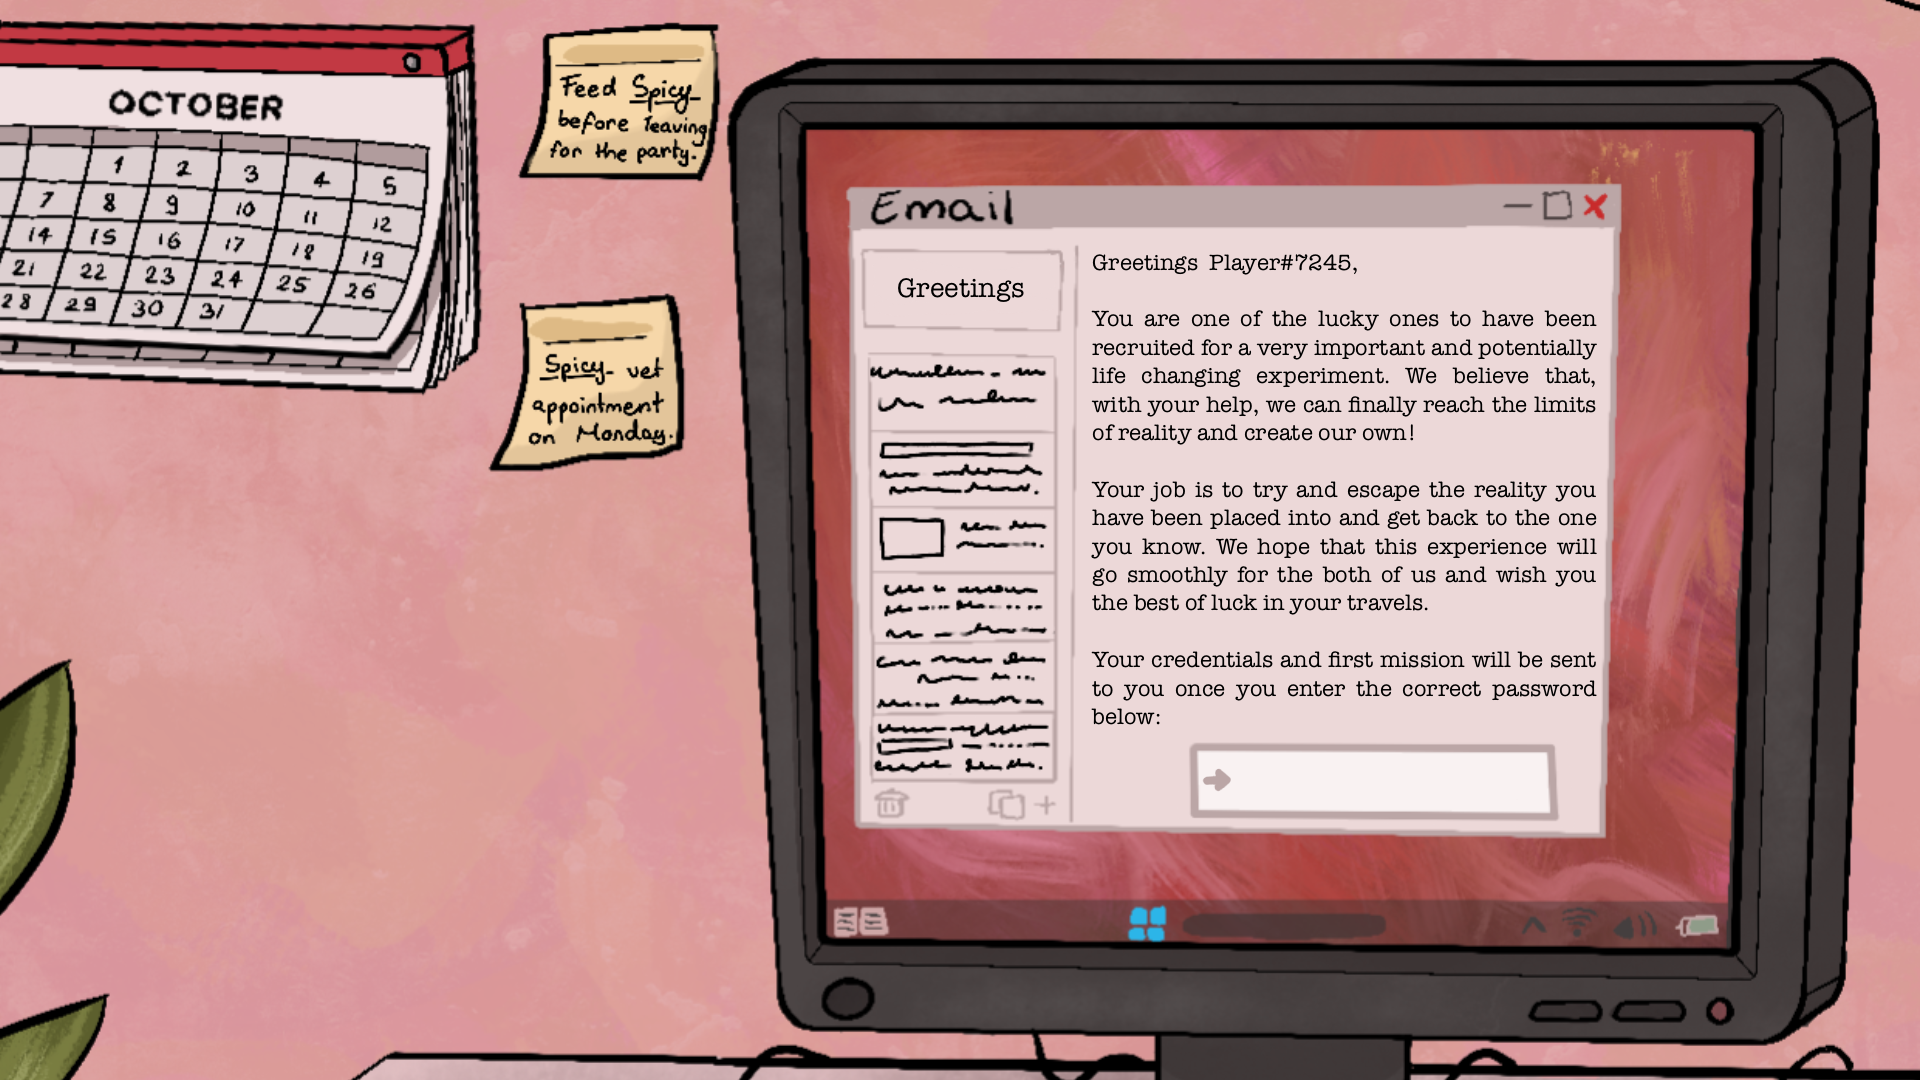 OCTOBER
1 2 3 4 5
7 8 9 10 11 12
14 15 16 17 18 19
21 22 23 24 25 26
28 29 30 31
Feed Spicy
before leaving
for the party.
Spicy - vet
appointment
on Monday.
Email
Greetings
Greetings Player#7245,
You are one of the lucky ones to have been
recruited for a very important and potentially
life changing experiment. We believe that,
with your help, we can finally reach the limits
of reality and create our own!
Your job is to try and escape the reality you
have been placed into and get back to the one
you know. We hope that this experience will
go smoothly for the both of us and wish you
the best of luck in your travels.
Your credentials and first mission will be sent
to you once you enter the correct password
below: